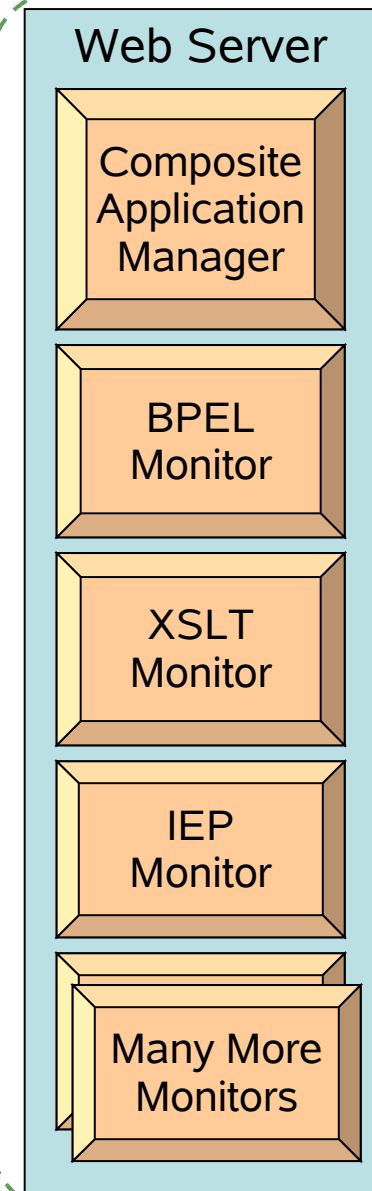 Web Server
Composite
Application
Manager
BPEL
Monitor
XSLT
Monitor
IEP
Monitor
Many More
Monitors